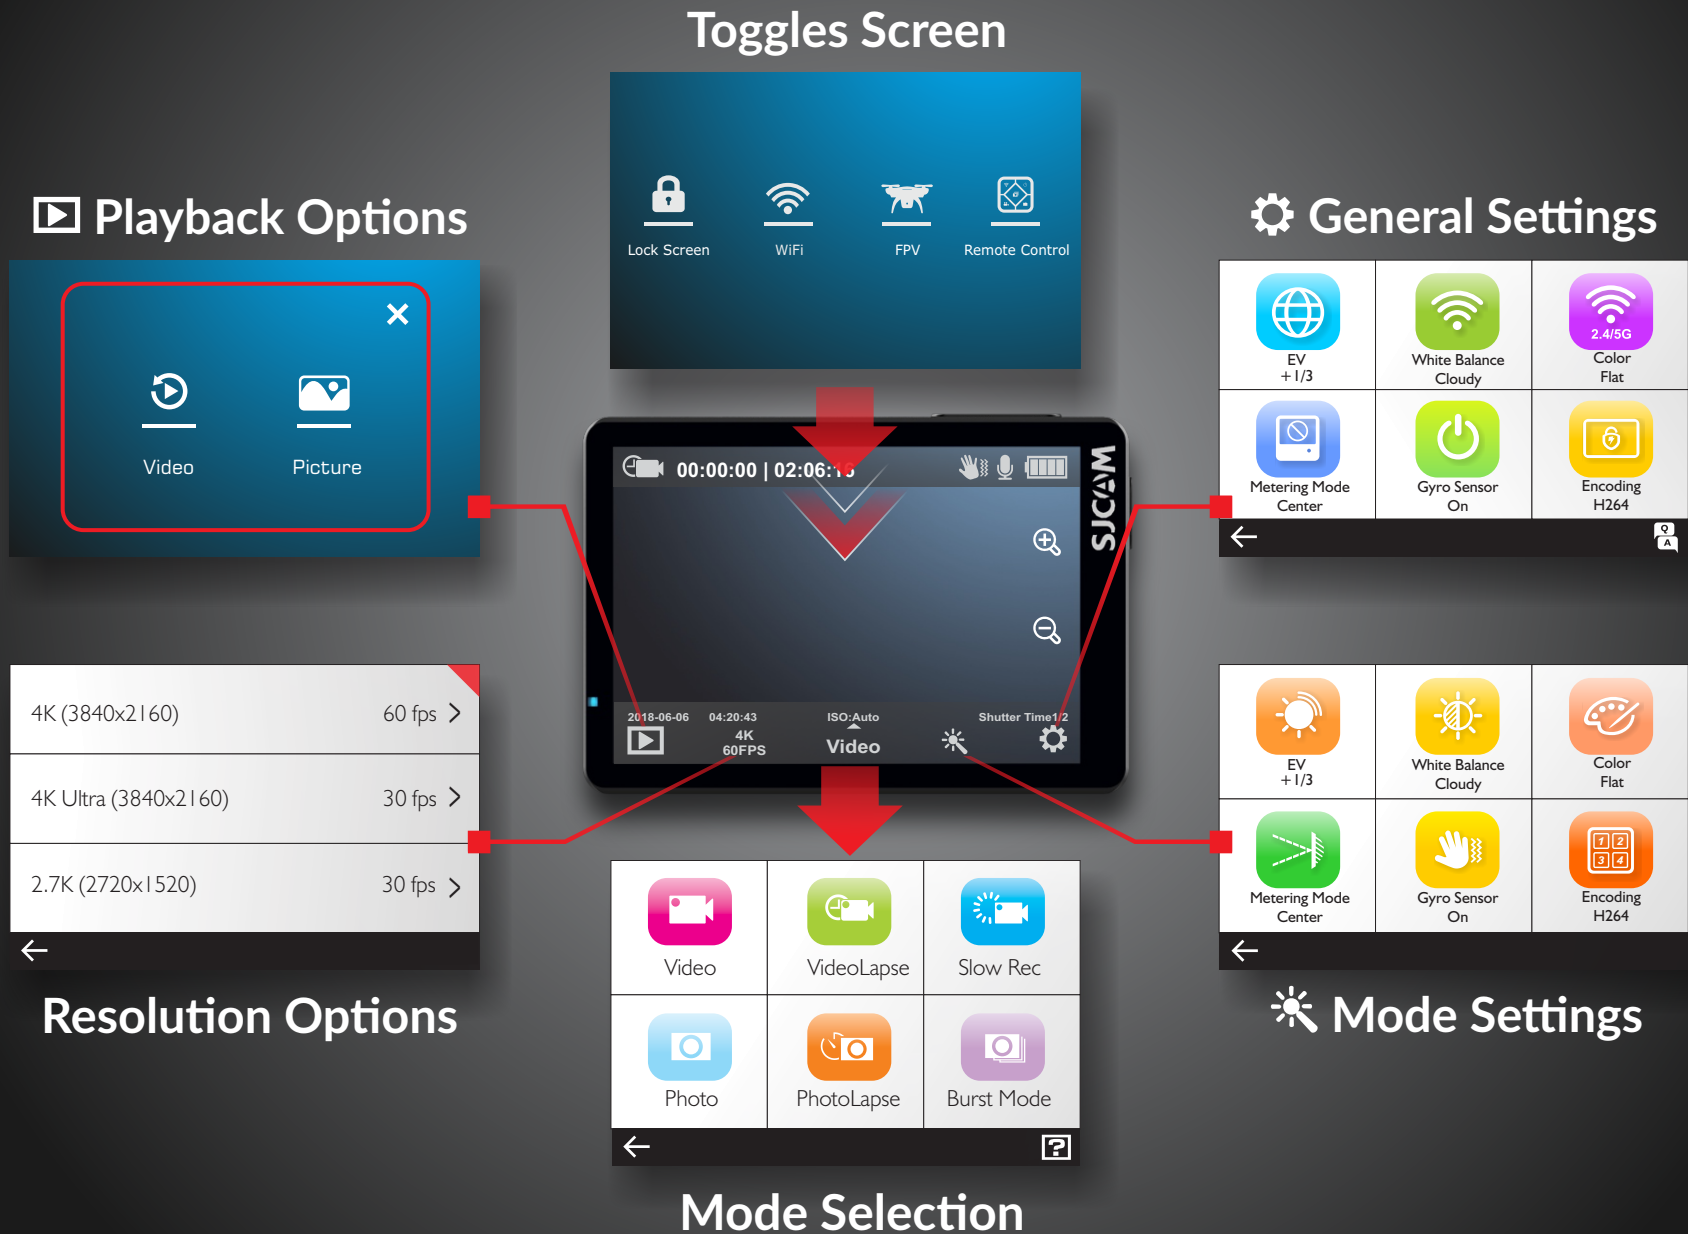 Toggles Screen
Lock Screen
WiFi
FPV
Remote Control
Playback Options
Video
Picture
General Settings
EV
+1/3
White Balance
Cloudy
2.4/5G
Color
Flat
Metering Mode
Center
Gyro Sensor
On
Encoding
H264
Q
A
00:00:00 | 02:06:16
SJCAM
2018-06-06 04:20:43
ISO:Auto
Shutter Time1/2
4K
60FPS
Video
4K (3840x2160) 60 fps
4K Ultra (3840x2160) 30 fps
2.7K (2720x1520) 30 fps
Resolution Options
EV
+1/3
White Balance
Cloudy
Color
Flat
Metering Mode
Center
Gyro Sensor
On
1 2
3 4
Encoding
H264
Mode Settings
Video
VideoLapse
Slow Rec
Photo
PhotoLapse
Burst Mode
?
Mode Selection